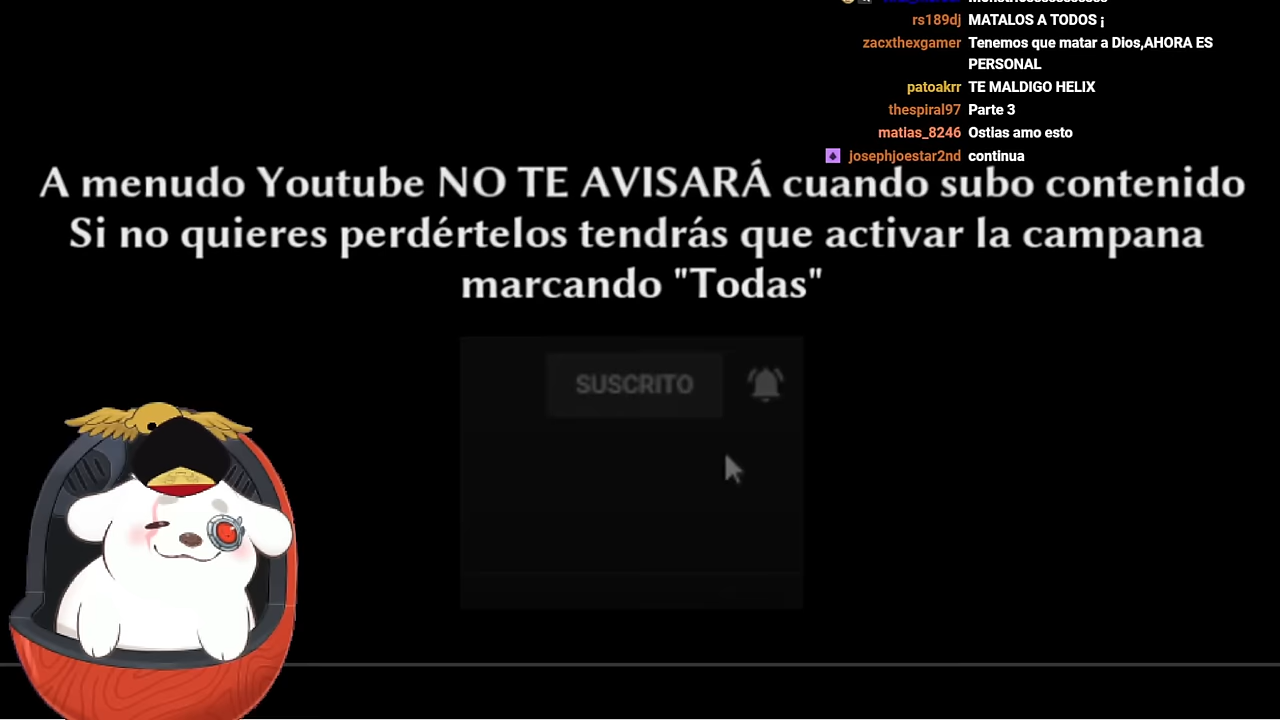 rs189dj MATALOS A TODOS ¡
zacxthexgamer Tenemos que matar a Dios,AHORA ES
PERSONAL
patoakrr TE MALDIGO HELIX
thespiral97 Parte 3
matias_8246 Ostias amo esto
josephjoestar2nd continua
A menudo Youtube NO TE AVISARÁ cuando subo contenido
Si no quieres perdértelos tendrás que activar la campana
marcando "Todas"
SUSCRITO